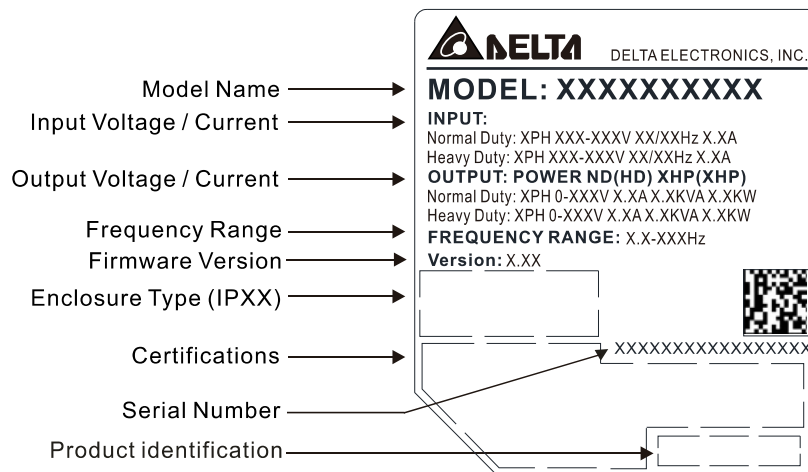 DELTA DELTA ELECTRONICS, INC.
Model Name
MODEL: XXXXXXXXXX
Input Voltage / Current
INPUT:
Normal Duty: XPH XXX-XXXV XX/XXHz X.XA
Heavy Duty: XPH XXX-XXXV XX/XXHz X.XA
Output Voltage / Current
OUTPUT: POWER ND(HD) XHP(XHP)
Normal Duty: XPH 0-XXXV X.XA X.XKVA X.XKW
Heavy Duty: XPH 0-XXXV X.XA X.XKVA X.XKW
Frequency Range
FREQUENCY RANGE: X.X-XXXHz
Firmware Version
Version: X.XX
Enclosure Type (IPXX)
Certifications
XXXXXXXXXXXXXXXXX
Serial Number
Product identification